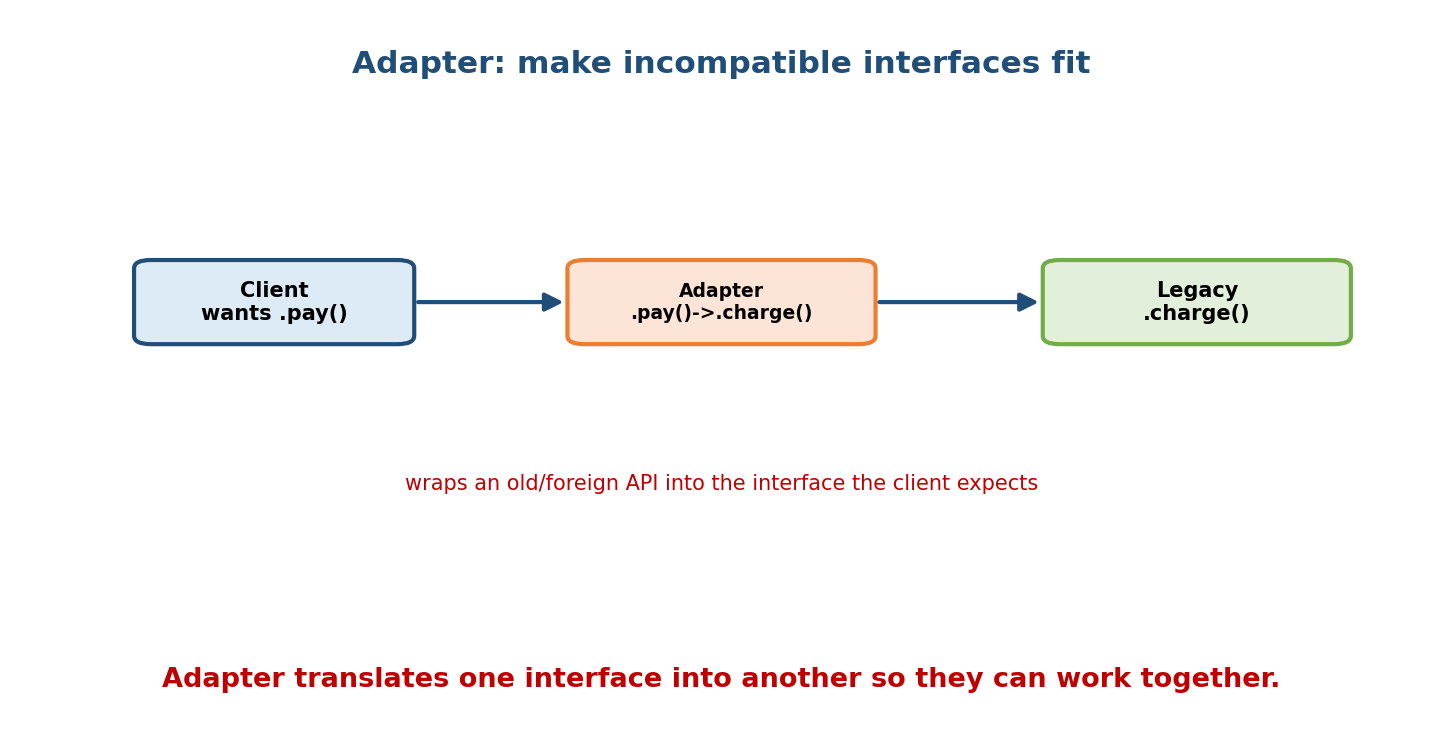 Adapter: make incompatible interfaces fit
Client
wants .pay()
Adapter
.pay()->.charge()
Legacy
.charge()
wraps an old/foreign API into the interface the client expects
Adapter translates one interface into another so they can work together.